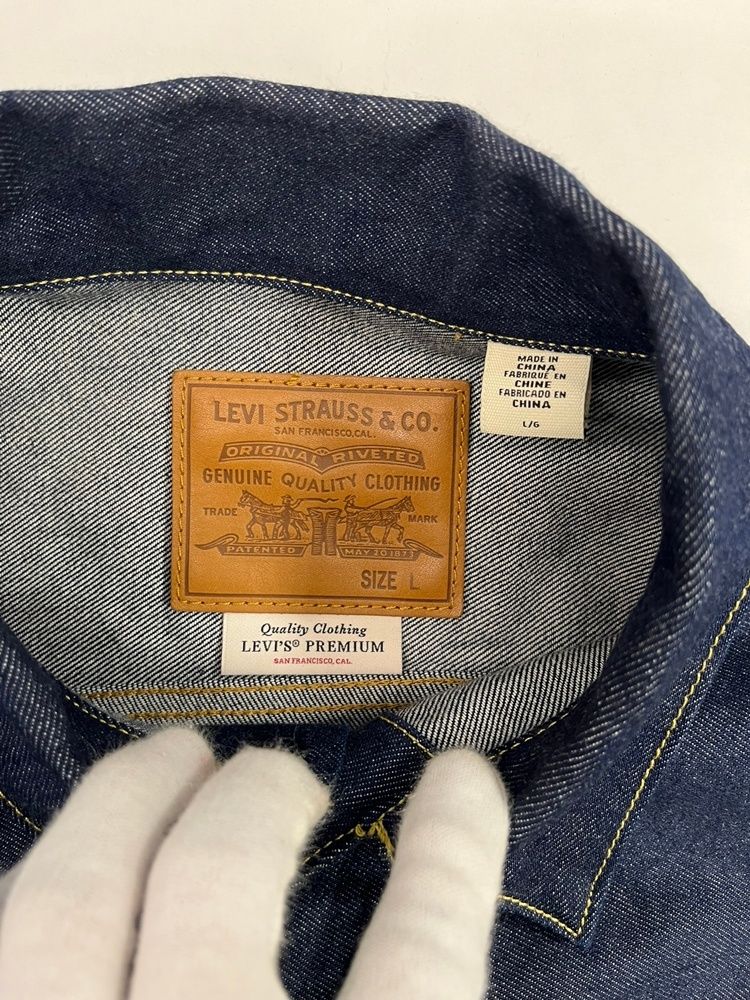 LEVI STRAUSS & CO.
SAN FRANCISCO, CAL.
ORIGINAL RIVETED
GENUINE QUALITY CLOTHING
TRADE MARK
PATENTED MAY 20 1873
SIZE L
Quality Clothing
LEVI'S® PREMIUM
SAN FRANCISCO, CAL.
MADE IN
CHINA
FABRIQUÉ EN
CHINE
FABRICADO EN
CHINA
L/G